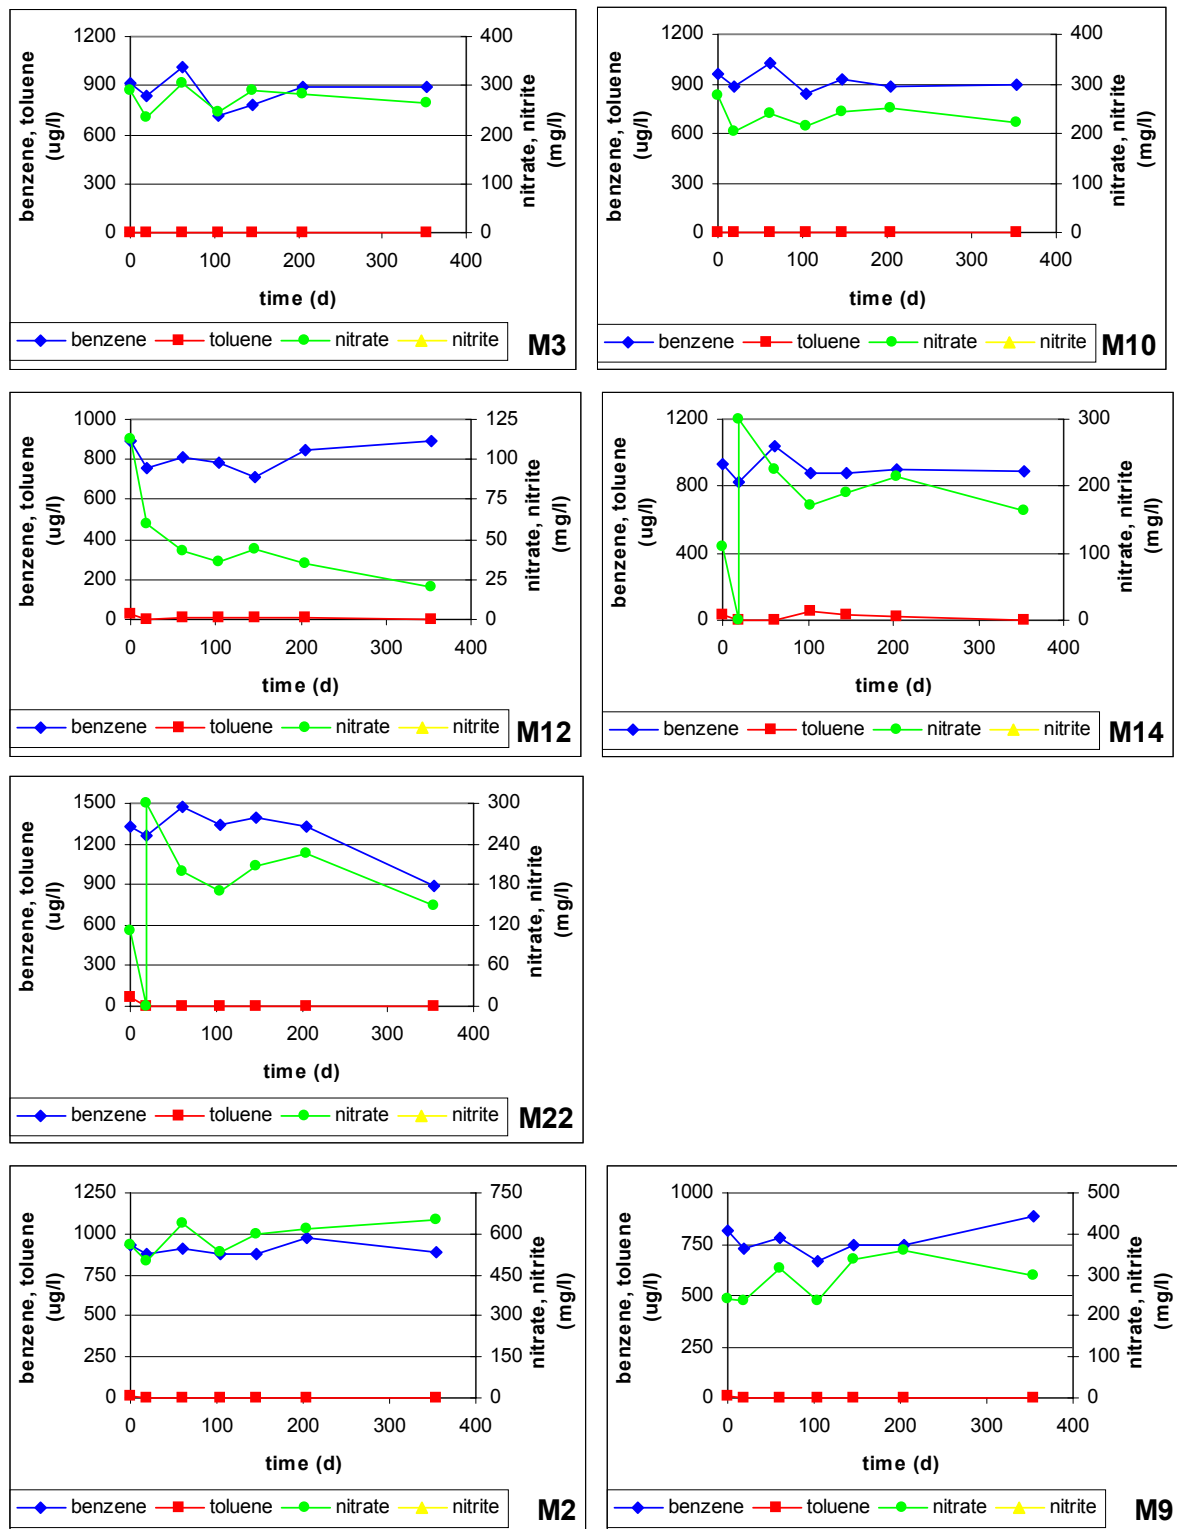 benzene, toluene
(ug/l)
1200
900
600
300
0
400
300
200
100
0
nitrate, nitrite
(mg/l)
0 100 200 300 400
time (d)
benzene toluene nitrate nitrite
M3
benzene, toluene
(ug/l)
1200
900
600
300
0
400
300
200
100
0
nitrate, nitrite
(mg/l)
0 100 200 300 400
time (d)
benzene toluene nitrate nitrite
M10
benzene, toluene
(ug/l)
1000
800
600
400
200
0
125
100
75
50
25
0
nitrate, nitrite
(mg/l)
0 100 200 300 400
time (d)
benzene toluene nitrate nitrite
M12
benzene, toluene
(ug/l)
1200
800
400
0
300
200
100
0
nitrate, nitrite
(mg/l)
0 100 200 300 400
time (d)
benzene toluene nitrate nitrite
M14
benzene, toluene
(ug/l)
1500
1200
900
600
300
0
300
240
180
120
60
0
nitrate, nitrite
(mg/l)
0 100 200 300 400
time (d)
benzene toluene nitrate nitrite
M22
benzene, toluene
(ug/l)
1250
1000
750
500
250
0
750
600
450
300
150
0
nitrate, nitrite
(mg/l)
0 100 200 300 400
time (d)
benzene toluene nitrate nitrite
M2
benzene, toluene
(ug/l)
1000
750
500
250
0
500
400
300
200
100
0
nitrate, nitrite
(mg/l)
0 100 200 300 400
time (d)
benzene toluene nitrate nitrite
M9